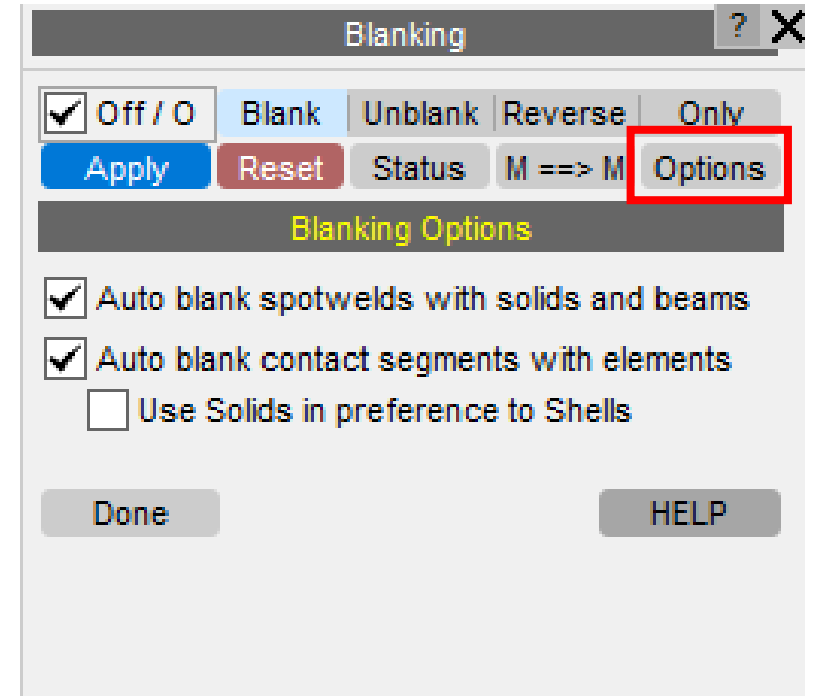 Blanking ? X
Off / O Blank Unblank Reverse Only
Apply Reset Status M ==> M Options
Blanking Options
Auto blank spotwelds with solids and beams
Auto blank contact segments with elements
Use Solids in preference to Shells
Done HELP